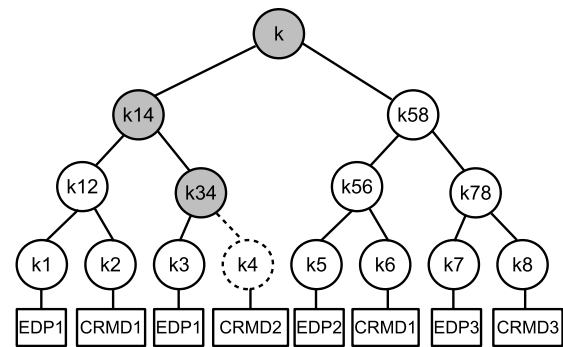 k
k14 k58
k12 k34 k56 k78
k1 k2 k3 k4 k5 k6 k7 k8
EDP1 CRMD1 EDP1 CRMD2 EDP2 CRMD1 EDP3 CRMD3